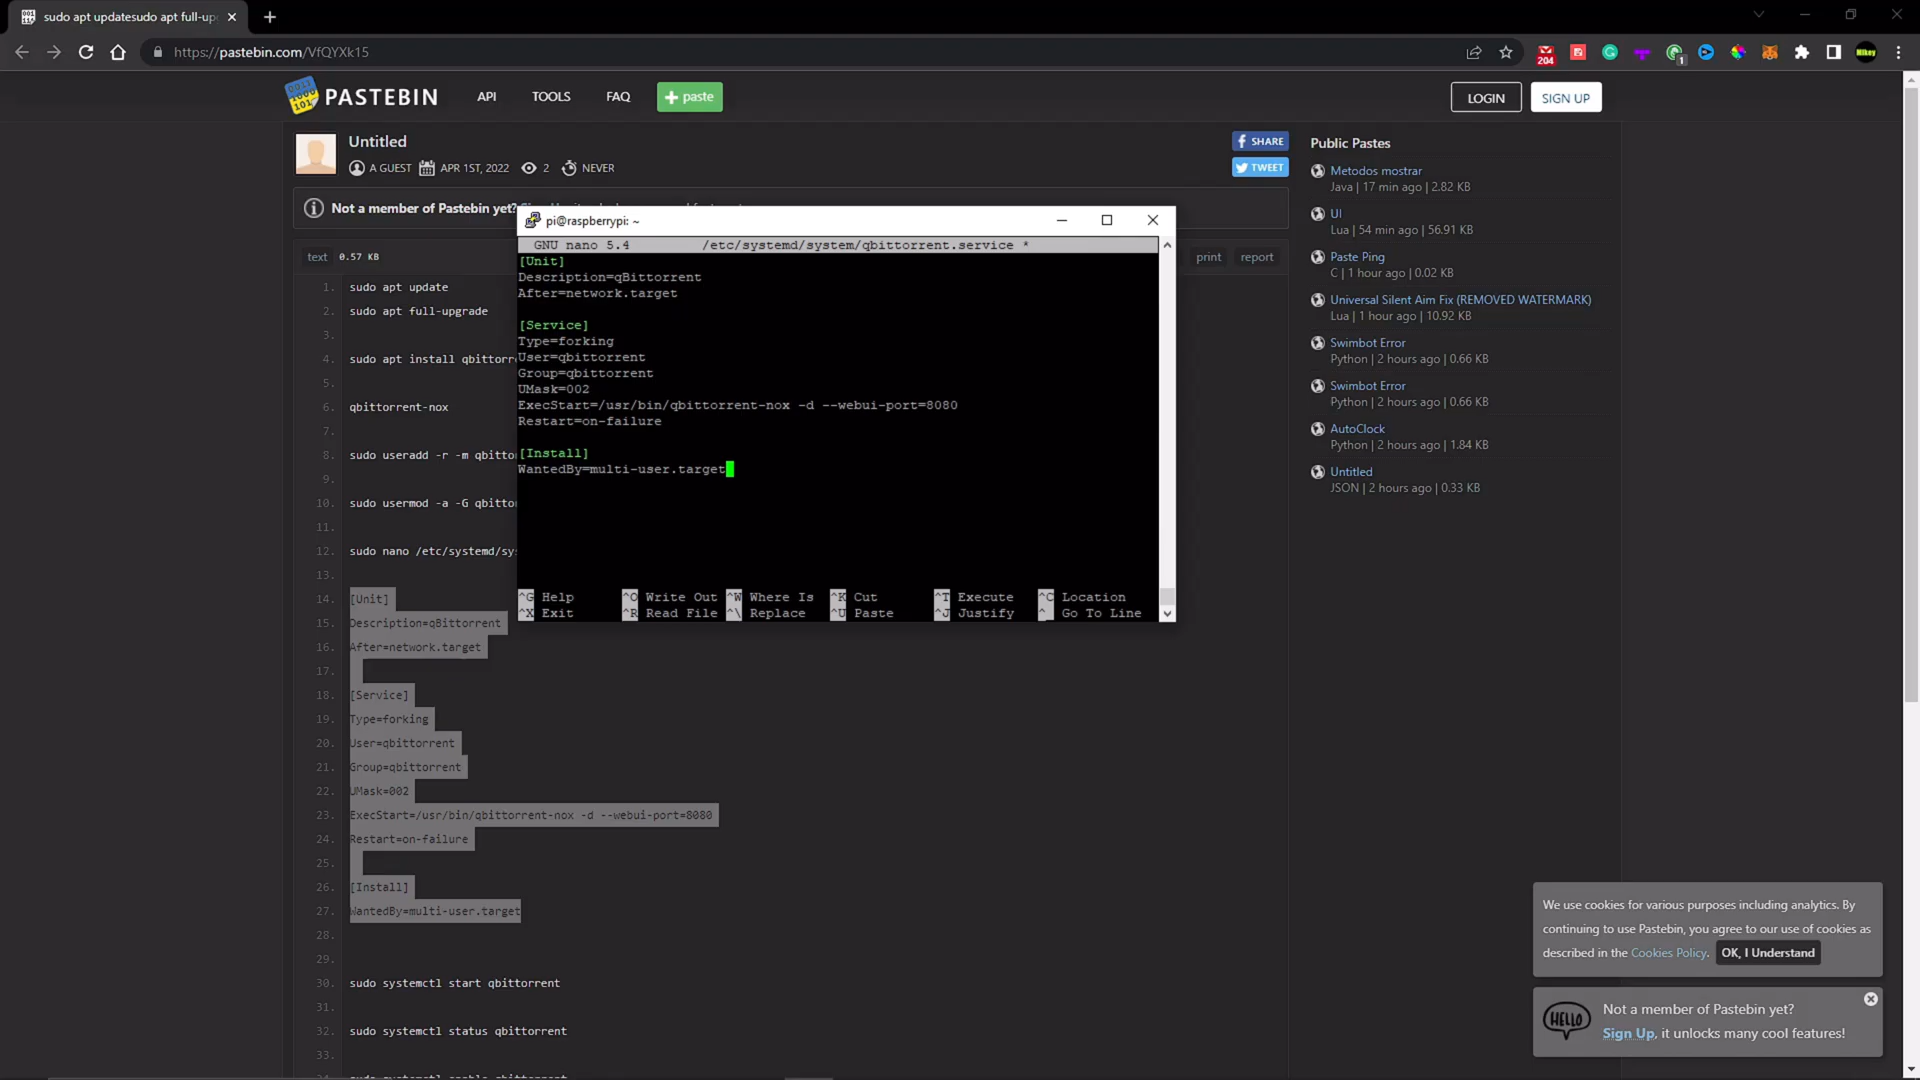 sudo apt updatesudo apt full-up
https://pastebin.com/VfQYXk15
204
1
Mikey
PASTEBIN
API
TOOLS
FAQ
+ paste
LOGIN
SIGN UP
Untitled
A GUEST
APR 1ST, 2022
2
NEVER
SHARE
TWEET
Not a member of Pastebin yet?
text
0.57 KB
print
report
1. sudo apt update
2. sudo apt full-upgrade
3.
4. sudo apt install qbittorre
5.
6. qbittorrent-nox
7.
8. sudo useradd -r -m qbitto
9.
10. sudo usermod -a -G qbitto
11.
12. sudo nano /etc/systemd/sys
13.
14. [Unit]
15. Description=qBittorrent
16. After=network.target
17.
18. [Service]
19. Type=forking
20. User=qbittorrent
21. Group=qbittorrent
22. UMask=002
23. ExecStart=/usr/bin/qbittorrent-nox -d --webui-port=8080
24. Restart=on-failure
25.
26. [Install]
27. WantedBy=multi-user.target
28.
29.
30. sudo systemctl start qbittorrent
31.
32. sudo systemctl status qbittorrent
33.
pi@raspberrypi: ~
GNU nano 5.4 /etc/systemd/system/qbittorrent.service *
[Unit]
Description=qBittorrent
After=network.target
[Service]
Type=forking
User=qbittorrent
Group=qbittorrent
UMask=002
ExecStart=/usr/bin/qbittorrent-nox -d --webui-port=8080
Restart=on-failure
[Install]
WantedBy=multi-user.target
^G Help ^O Write Out ^W Where Is ^K Cut ^T Execute ^C Location
^X Exit ^R Read File ^\ Replace ^U Paste ^J Justify ^_ Go To Line
Public Pastes
Metodos mostrar
Java | 17 min ago | 2.82 KB
UI
Lua | 54 min ago | 56.91 KB
Paste Ping
C | 1 hour ago | 0.02 KB
Universal Silent Aim Fix (REMOVED WATERMARK)
Lua | 1 hour ago | 10.92 KB
Swimbot Error
Python | 2 hours ago | 0.66 KB
Swimbot Error
Python | 2 hours ago | 0.66 KB
AutoClock
Python | 2 hours ago | 1.84 KB
Untitled
JSON | 2 hours ago | 0.33 KB
We use cookies for various purposes including analytics. By
continuing to use Pastebin, you agree to our use of cookies as
described in the Cookies Policy. OK, I Understand
HELLO
Not a member of Pastebin yet?
Sign Up, it unlocks many cool features!